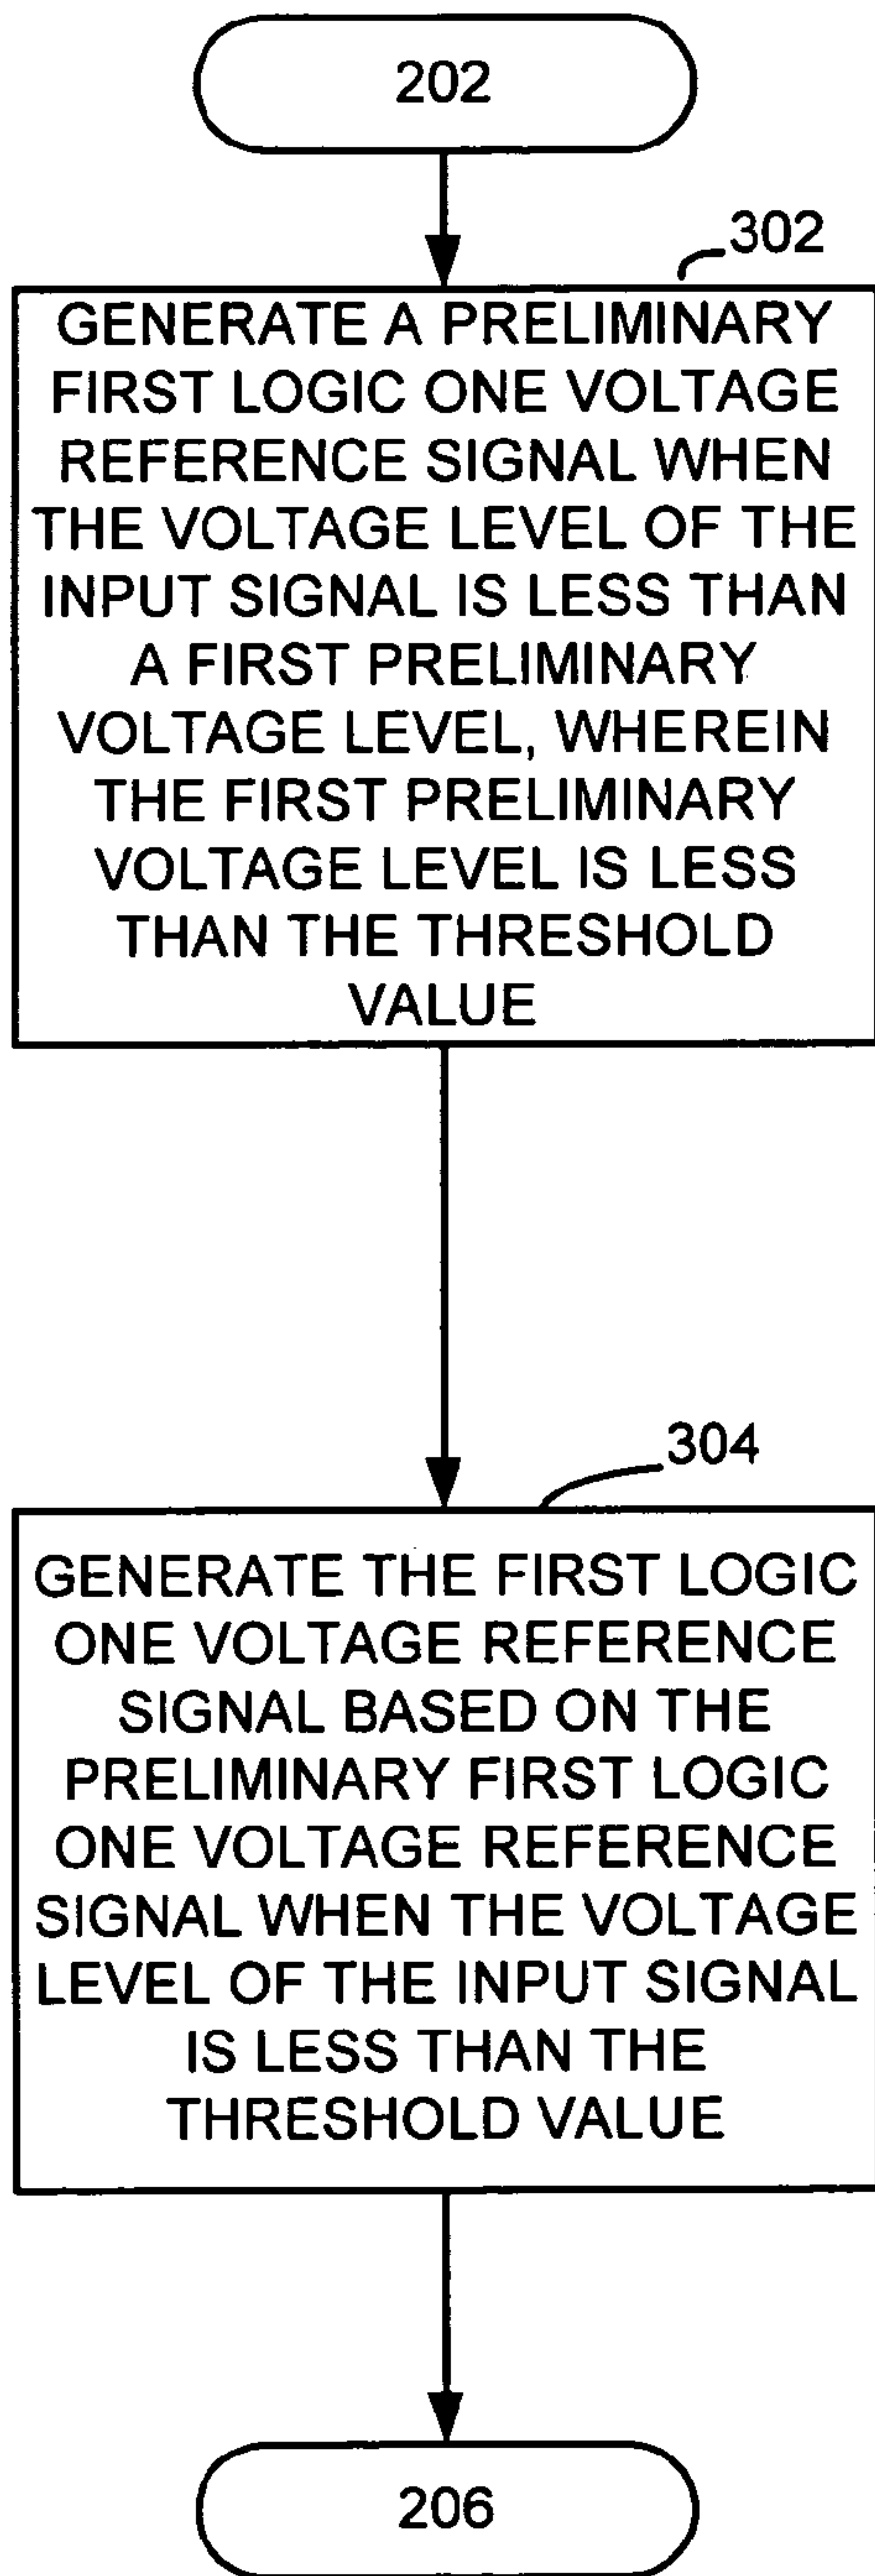 202
302
GENERATE A PRELIMINARY
FIRST LOGIC ONE VOLTAGE
REFERENCE SIGNAL WHEN
THE VOLTAGE LEVEL OF THE
INPUT SIGNAL IS LESS THAN
A FIRST PRELIMINARY
VOLTAGE LEVEL, WHEREIN
THE FIRST PRELIMINARY
VOLTAGE LEVEL IS LESS
THAN THE THRESHOLD
VALUE
304
GENERATE THE FIRST LOGIC
ONE VOLTAGE REFERENCE
SIGNAL BASED ON THE
PRELIMINARY FIRST LOGIC
ONE VOLTAGE REFERENCE
SIGNAL WHEN THE VOLTAGE
LEVEL OF THE INPUT SIGNAL
IS LESS THAN THE
THRESHOLD VALUE
206